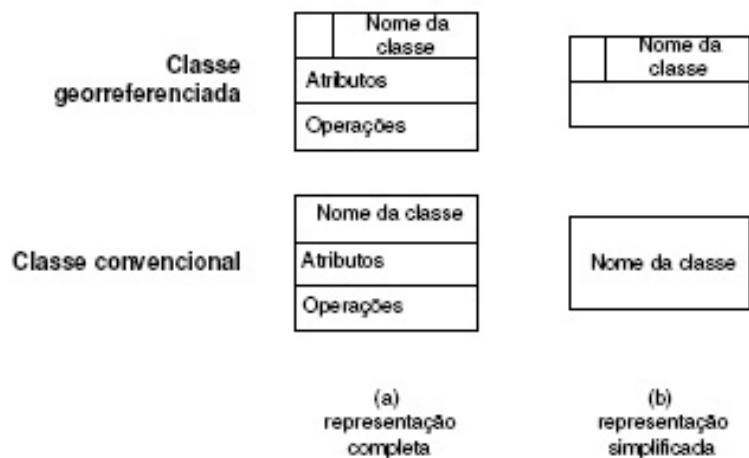 Classe
georreferenciada
Nome da
classe
Atributos
Operações
Nome da
classe
Classe convencional
Nome da classe
Atributos
Operações
Nome da classe
(a)
representação
completa
(b)
representação
simplificada